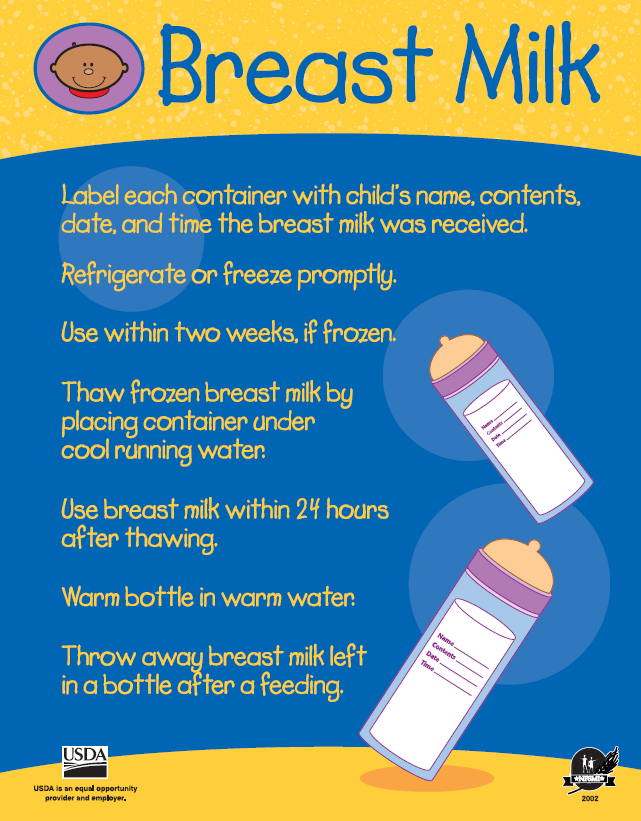 Breast Milk
Label each container with child's name, contents,
date, and time the breast milk was received.
Refrigerate or freeze promptly.
Use within two weeks, if frozen.
Thaw frozen breast milk by
placing container under
cool running water.
Use breast milk within 24 hours
after thawing.
Warm bottle in warm water.
Throw away breast milk left
in a bottle after a feeding.
Name
Contents
Date
Time
Name
Contents
Date
Time
USDA
USDA is an equal opportunity
provider and employer.
NFSMI
2002